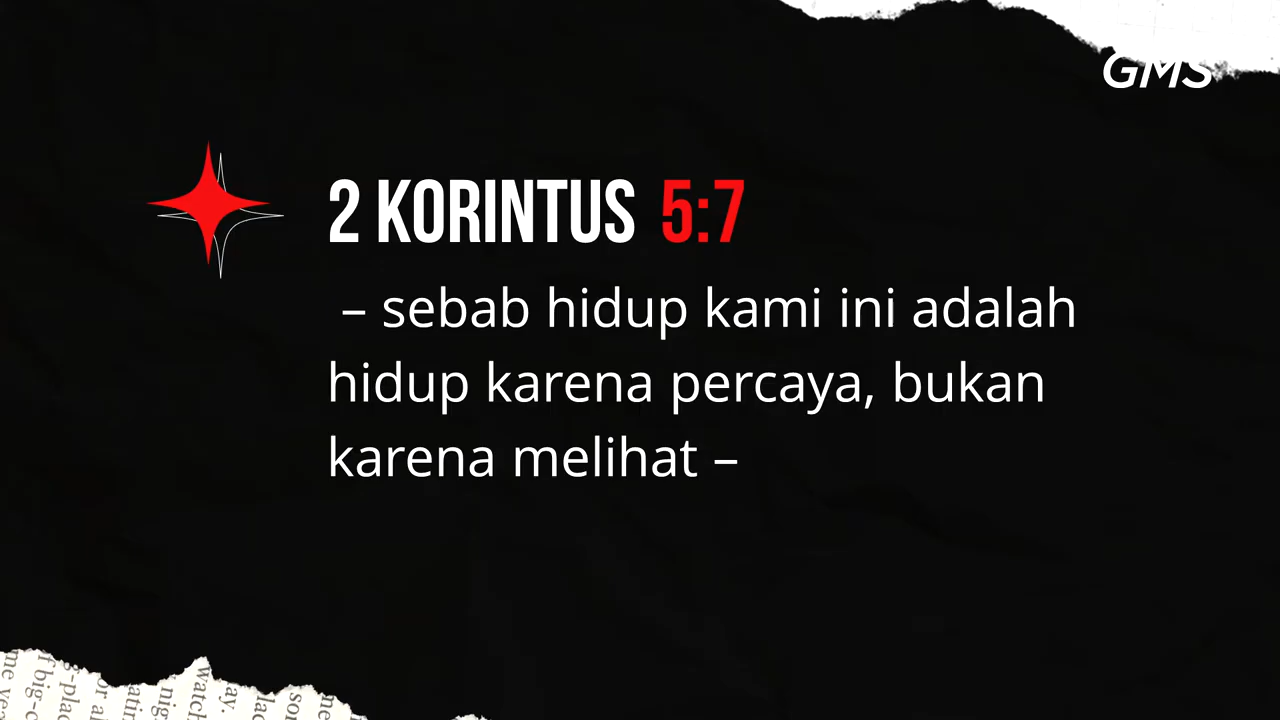 GMS
2 KORINTUS 5:7
– sebab hidup kami ini adalah
hidup karena percaya, bukan
karena melihat –